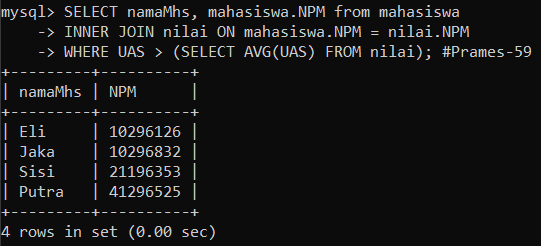 mysql> SELECT namaMhs, mahasiswa.NPM from mahasiswa
    -> INNER JOIN nilai ON mahasiswa.NPM = nilai.NPM
    -> WHERE UAS > (SELECT AVG(UAS) FROM nilai); #Prames-59
+---------+----------+
| namaMhs | NPM      |
+---------+----------+
| Eli     | 10296126 |
| Jaka    | 10296832 |
| Sisi    | 21196353 |
| Putra   | 41296525 |
+---------+----------+
4 rows in set (0.00 sec)